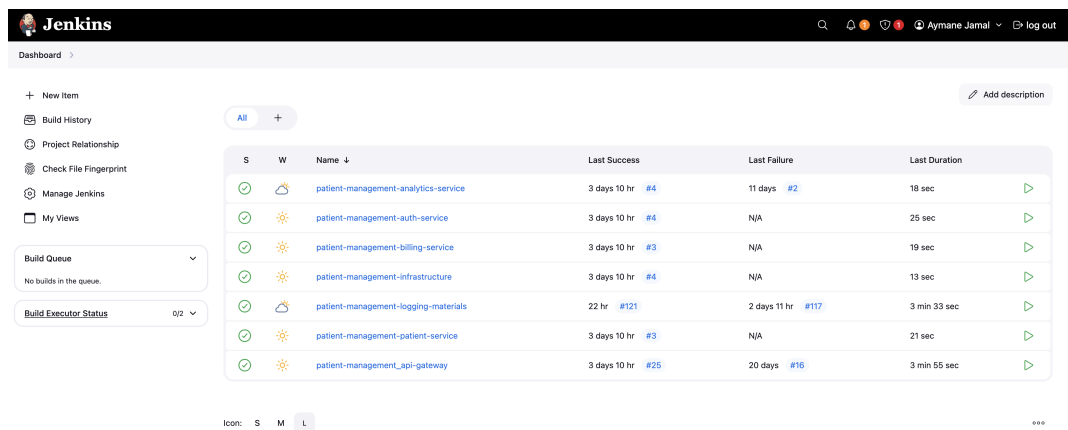 Jenkins
1 1 Aymane Jamal log out
Dashboard
New Item
Build History
Project Relationship
Check File Fingerprint
Manage Jenkins
My Views
Build Queue
No builds in the queue.
Build Executor Status 0/2
Add description
All +
S W Name ↓ Last Success Last Failure Last Duration
patient-management-analytics-service 3 days 10 hr #4 11 days #2 18 sec
patient-management-auth-service 3 days 10 hr #4 N/A 25 sec
patient-management-billing-service 3 days 10 hr #3 N/A 19 sec
patient-management-infrastructure 3 days 10 hr #4 N/A 13 sec
patient-management-logging-materials 22 hr #121 2 days 11 hr #117 3 min 33 sec
patient-management-patient-service 3 days 10 hr #3 N/A 21 sec
patient-management_api-gateway 3 days 10 hr #25 20 days #16 3 min 55 sec
Icon: S M L